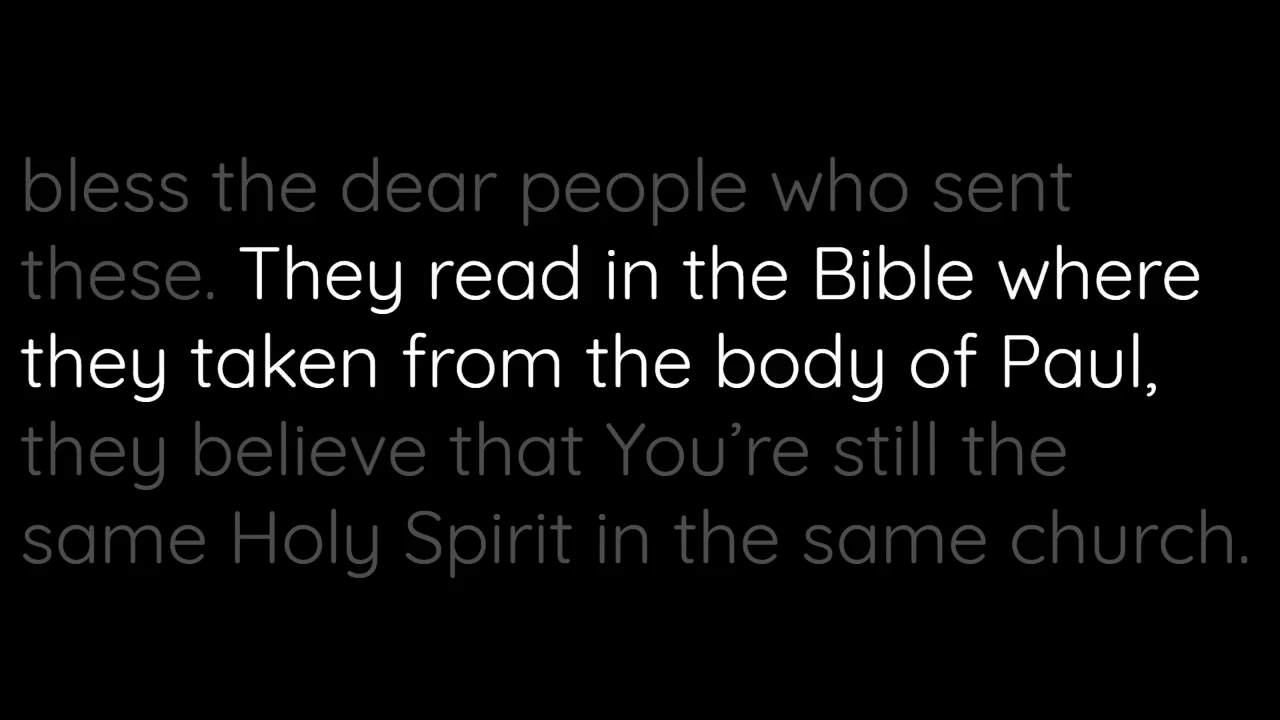 bless the dear people who sent
these. They read in the Bible where
they taken from the body of Paul,
they believe that You’re still the
same Holy Spirit in the same church.